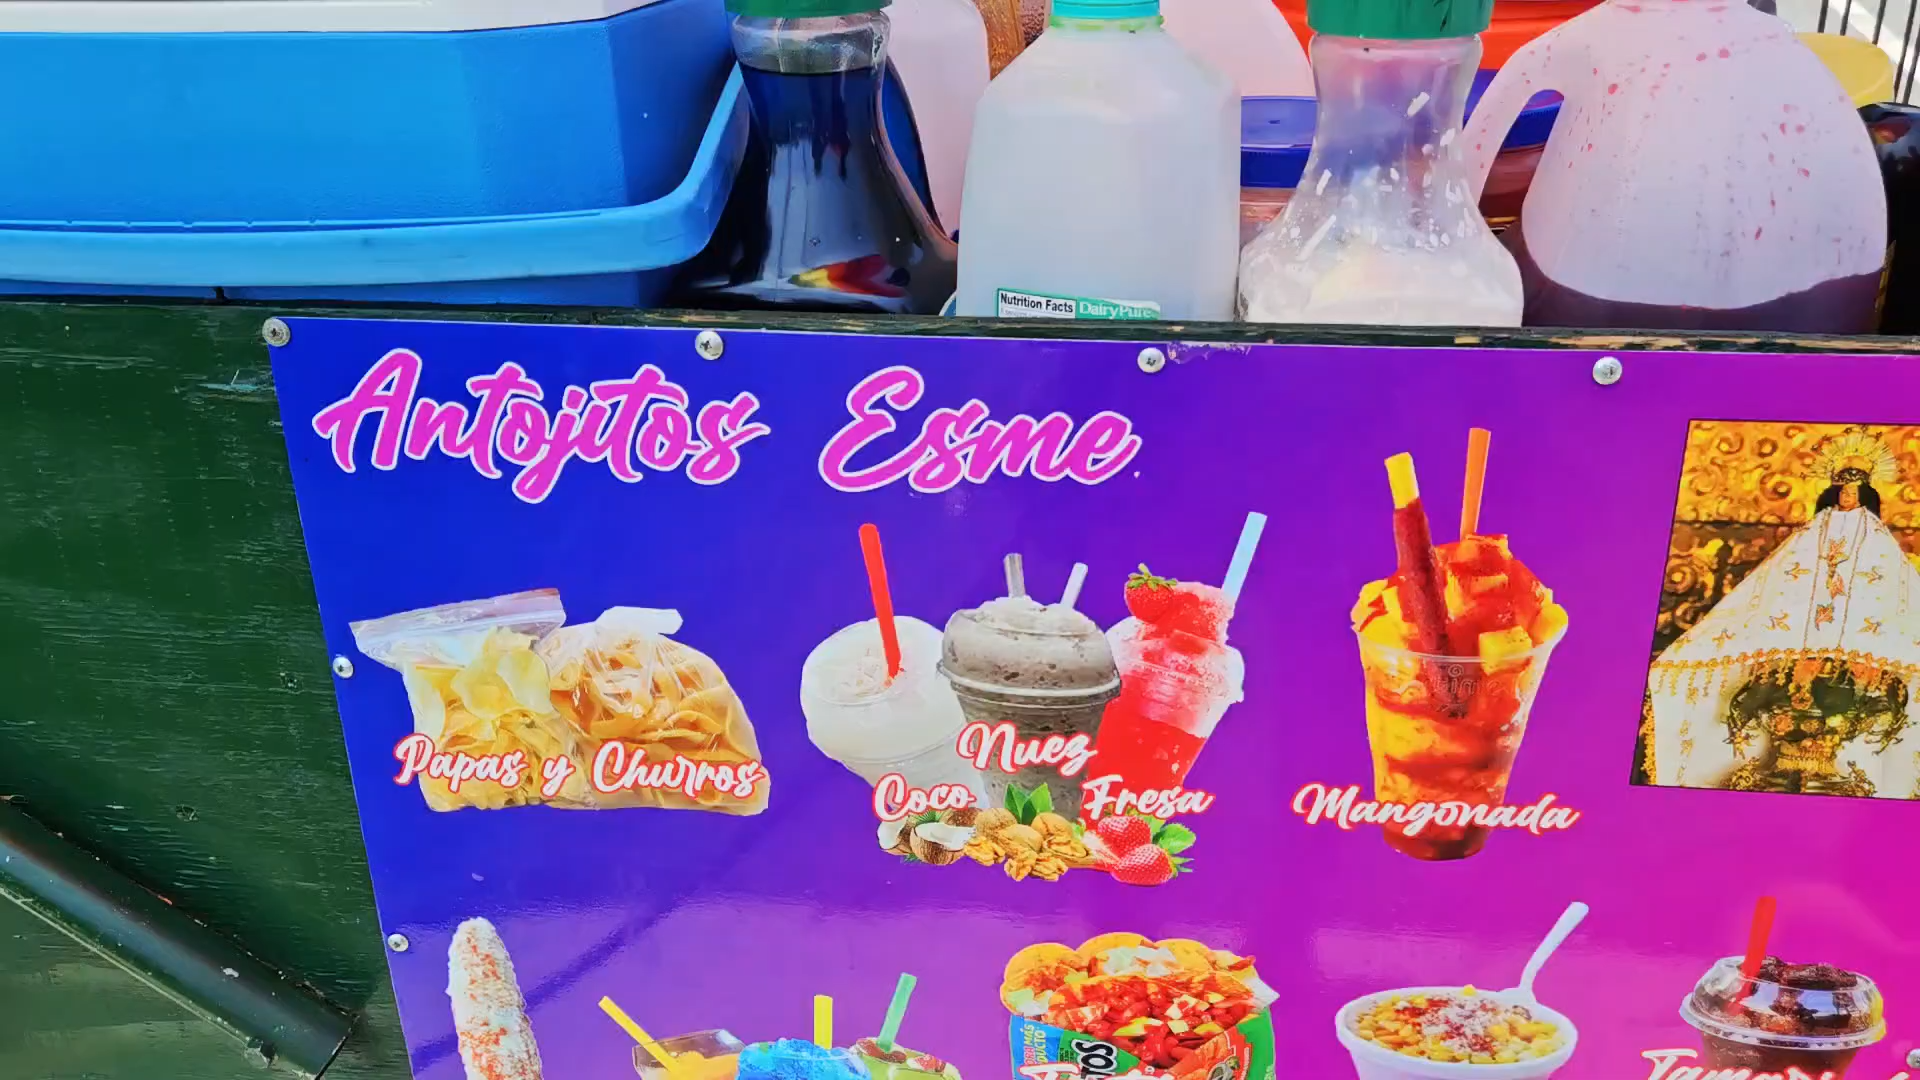 Nutrition Facts
DairyPure
Antojitos Esme
Papas y Churros
Nuez
Coco
Fresa
Mangonada